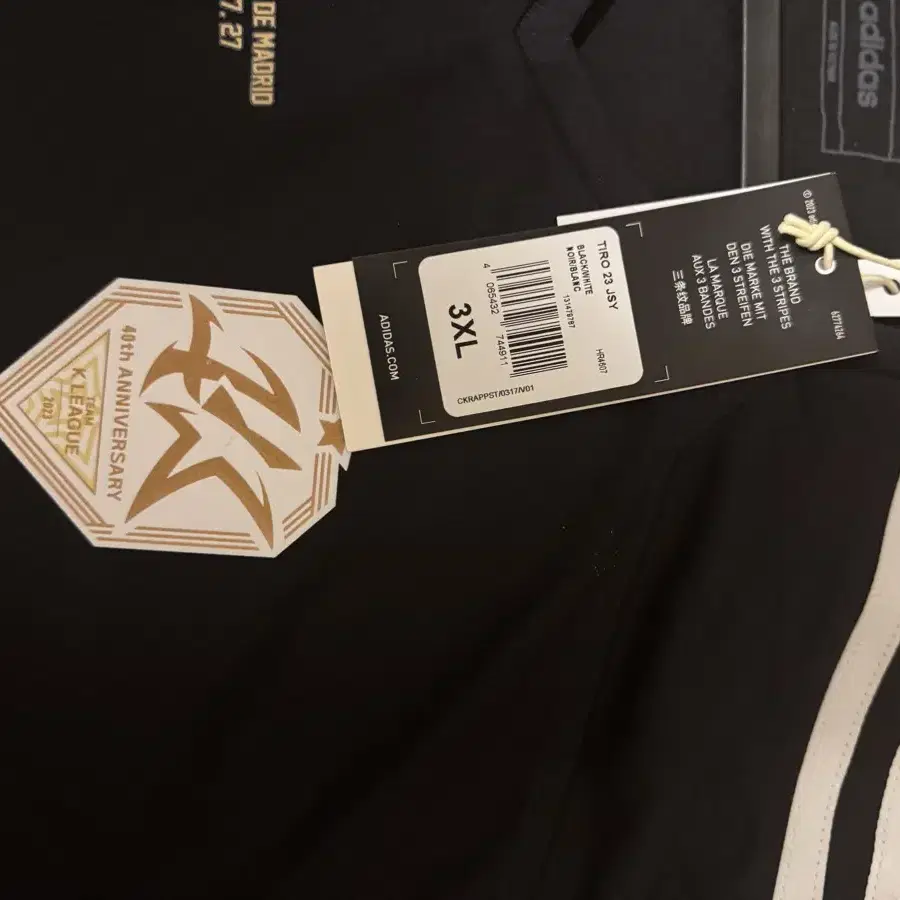 DE MADRID
7. 27
adidas
40th ANNIVERSARY
TEAM
K LEAGUE
2023
ADIDAS.COM
TIRO 23 JSY
BLACK/WHITE
NOIR/BLANC
131479787
HR4607
4 065432 744911
3XL
CKRAPPST/0317/V01
© 2023
THE BRAND
WITH THE 3 STRIPES
DIE MARKE MIT
DEN 3 STREIFEN
LA MARQUE
AUX 3 BANDES
三条纹品牌